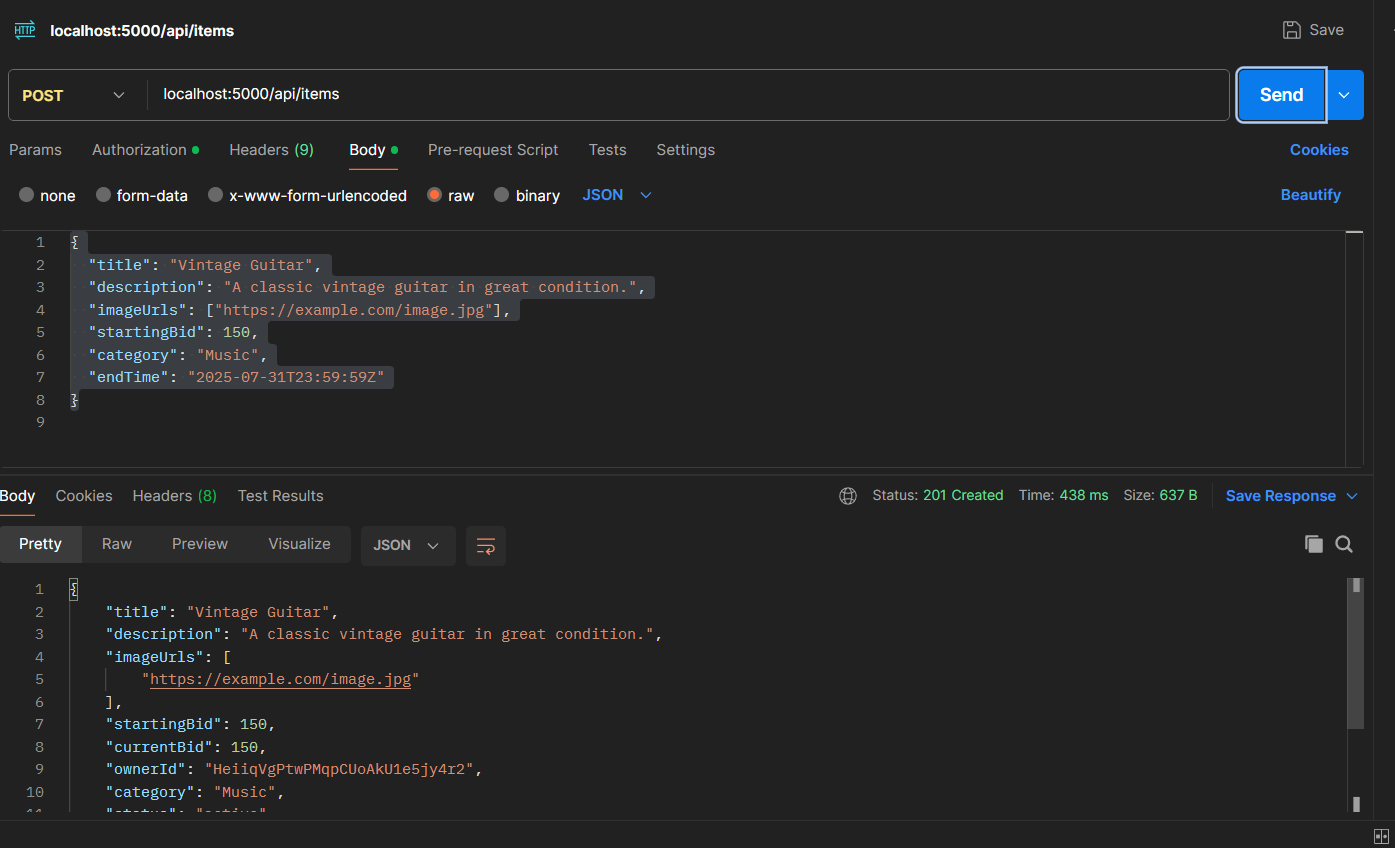 HTTP localhost:5000/api/items Save
POST localhost:5000/api/items Send
Params Authorization Headers (9) Body Pre-request Script Tests Settings Cookies
none form-data x-www-form-urlencoded raw binary JSON Beautify
1 {
2 "title": "Vintage Guitar",
3 "description": "A classic vintage guitar in great condition.",
4 "imageUrls": ["https://example.com/image.jpg"],
5 "startingBid": 150,
6 "category": "Music",
7 "endTime": "2025-07-31T23:59:59Z"
8 }
9
Body Cookies Headers (8) Test Results Status: 201 Created Time: 438 ms Size: 637 B Save Response
Pretty Raw Preview Visualize JSON
1 {
2 "title": "Vintage Guitar",
3 "description": "A classic vintage guitar in great condition.",
4 "imageUrls": [
5 "https://example.com/image.jpg"
6 ],
7 "startingBid": 150,
8 "currentBid": 150,
9 "ownerId": "HeiiqVgPtwPMqpCUoAkU1e5jy4r2",
10 "category": "Music",
11 "status": "active"